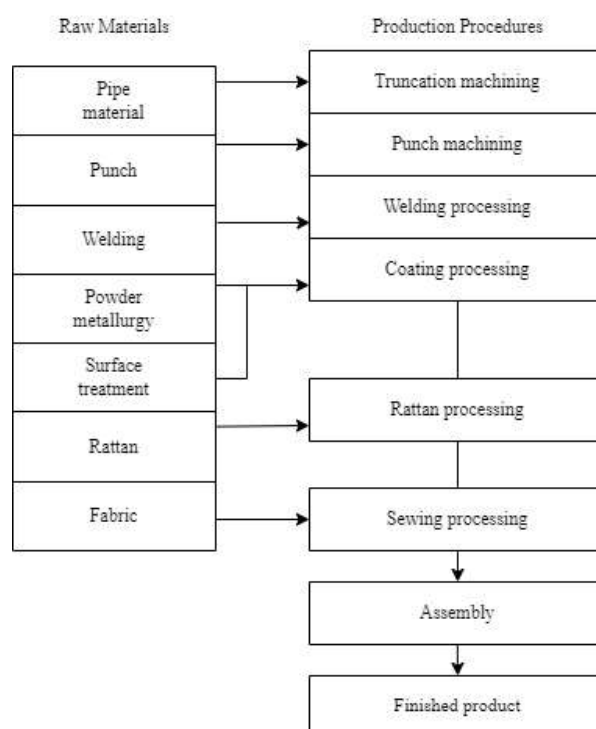 Raw Materials
Production Procedures
Pipe
material
Punch
Welding
Powder
metallurgy
Surface
treatment
Rattan
Fabric
Truncation machining
Punch machining
Welding processing
Coating processing
Rattan processing
Sewing processing
Assembly
Finished product